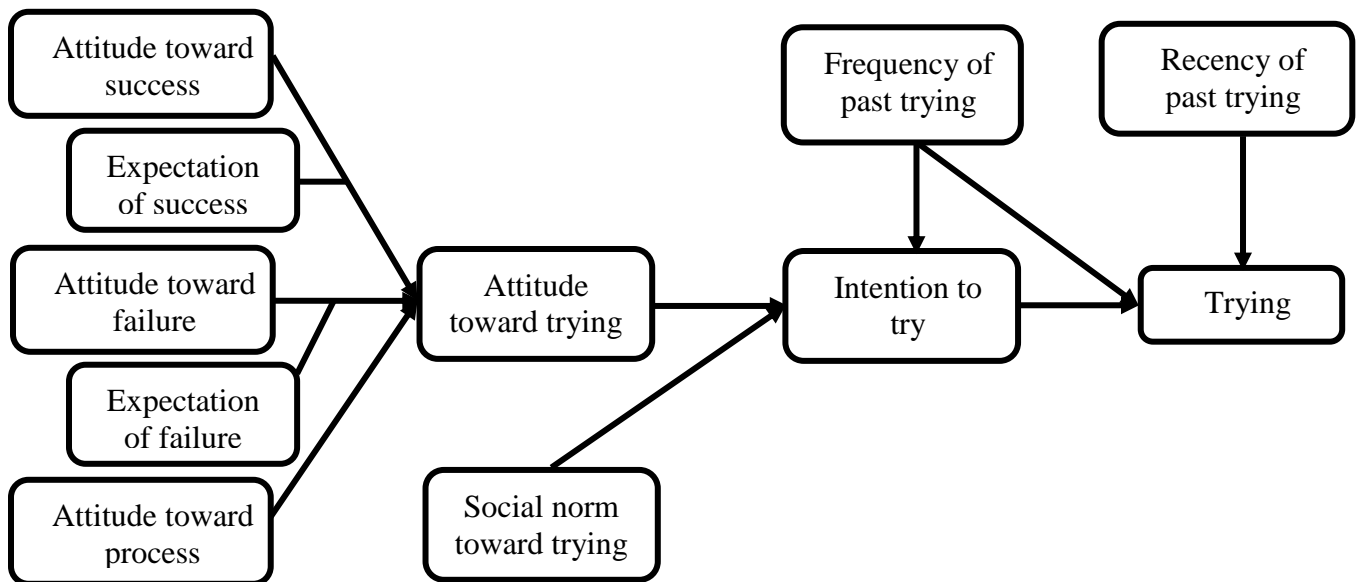 Attitude toward
success
Expectation
of success
Attitude toward
failure
Expectation
of failure
Attitude toward
process
Attitude
toward trying
Social norm
toward trying
Frequency of
past trying
Intention to
try
Recency of
past trying
Trying